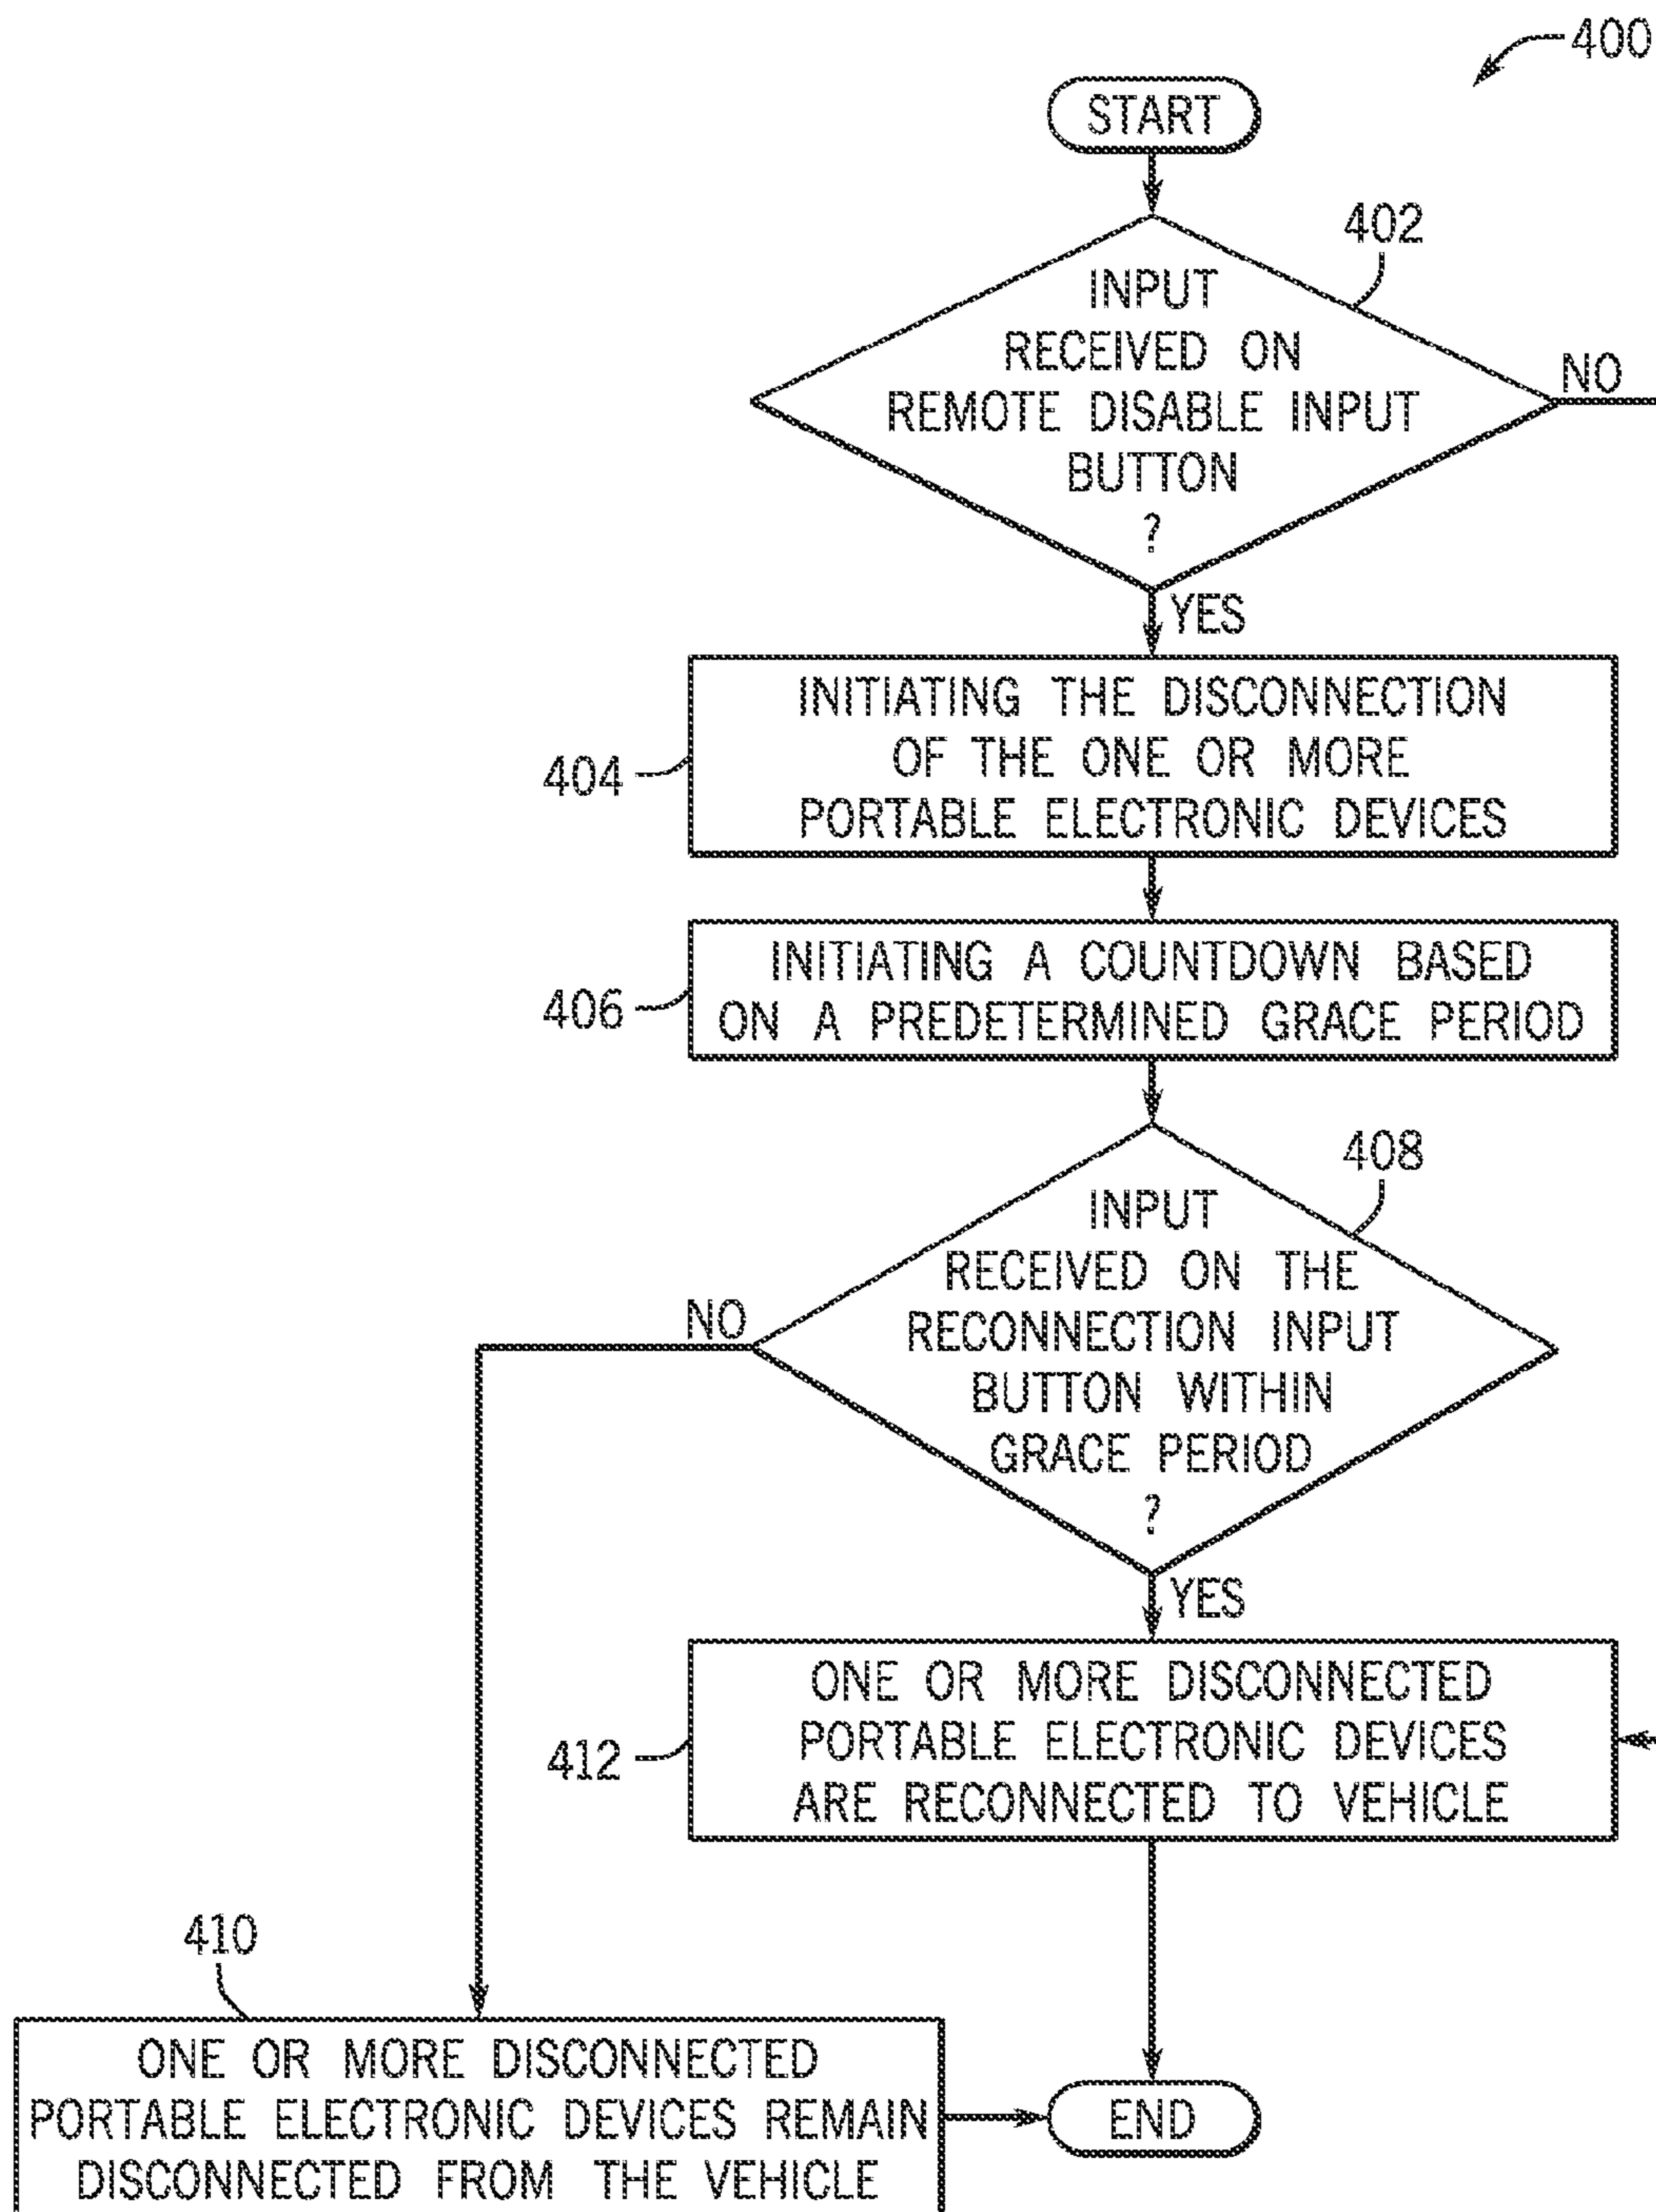 400
START
402
INPUT
RECEIVED ON
REMOTE DISABLE INPUT
BUTTON
?
NO
YES
404
INITIATING THE DISCONNECTION
OF THE ONE OR MORE
PORTABLE ELECTRONIC DEVICES
406
INITIATING A COUNTDOWN BASED
ON A PREDETERMINED GRACE PERIOD
408
INPUT
RECEIVED ON THE
RECONNECTION INPUT
BUTTON WITHIN
GRACE PERIOD
?
NO
YES
412
ONE OR MORE DISCONNECTED
PORTABLE ELECTRONIC DEVICES
ARE RECONNECTED TO VEHICLE
410
ONE OR MORE DISCONNECTED
PORTABLE ELECTRONIC DEVICES REMAIN
DISCONNECTED FROM THE VEHICLE
END